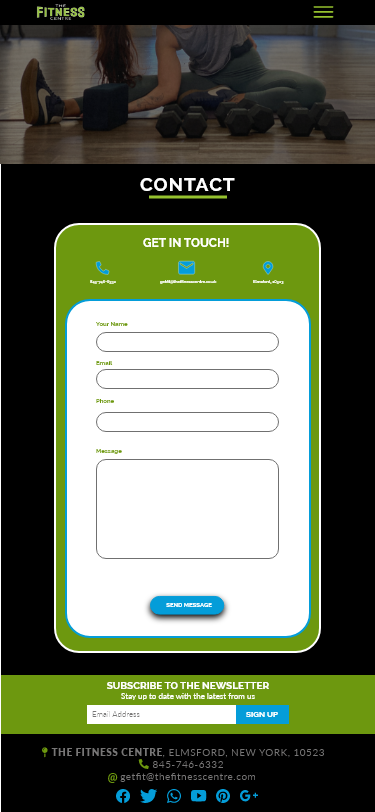 THE
FITNESS
CENTRE
CONTACT
GET IN TOUCH!
845-746-6332 getfit@thefitnesscentre.co.uk Elmsford, 10523
Your Name
Email
Phone
Message
SEND MESSAGE
SUBSCRIBE TO THE NEWSLETTER
Stay up to date with the latest from us
Email Address SIGN UP
THE FITNESS CENTRE, ELMSFORD, NEW YORK, 10523
845-746-6332
@ getfit@thefitnesscentre.com